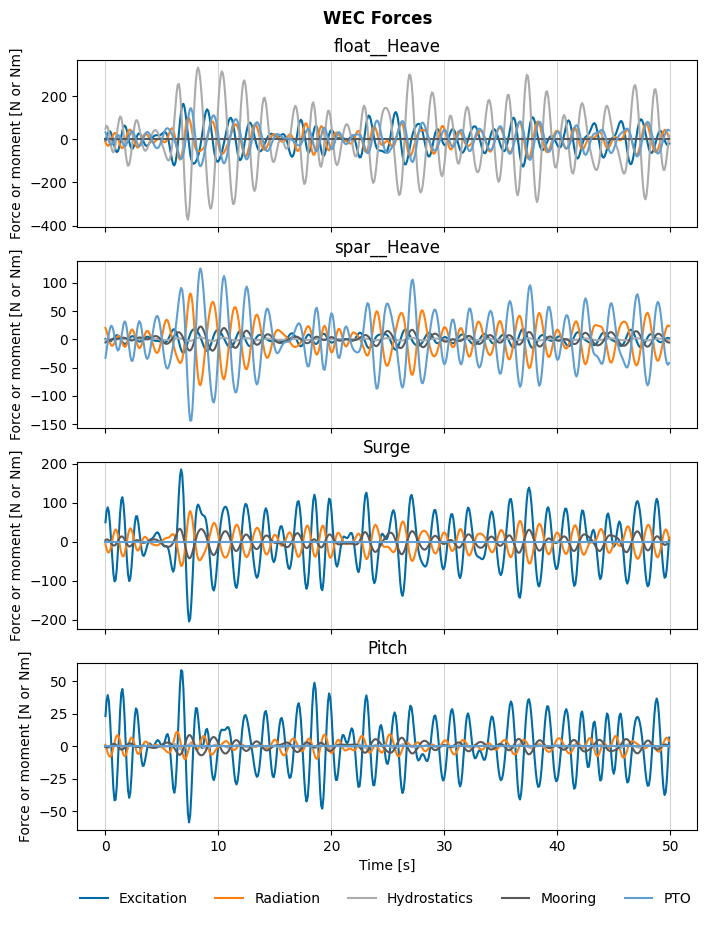 WEC Forces
float__Heave
Force or moment [N or Nm]
200
0
−200
−400
spar__Heave
Force or moment [N or Nm]
100
50
0
−50
−100
−150
Surge
Force or moment [N or Nm]
200
100
0
−100
−200
Pitch
Force or moment [N or Nm]
50
25
0
−25
−50
0 10 20 30 40 50
Time [s]
Excitation Radiation Hydrostatics Mooring PTO